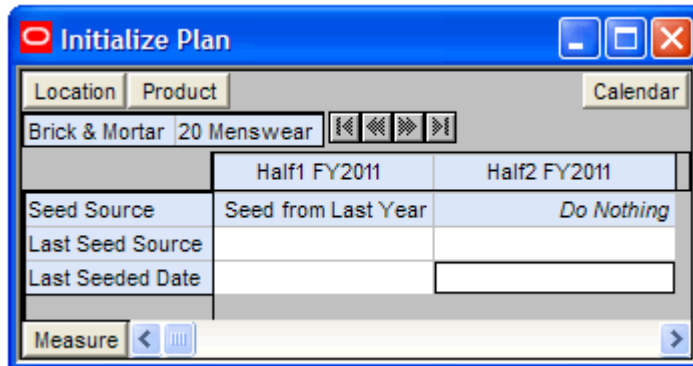 Initialize Plan
Location Product Calendar
Brick & Mortar 20 Menswear
Half1 FY2011 Half2 FY2011
Seed Source Seed from Last Year Do Nothing
Last Seed Source
Last Seeded Date
Measure